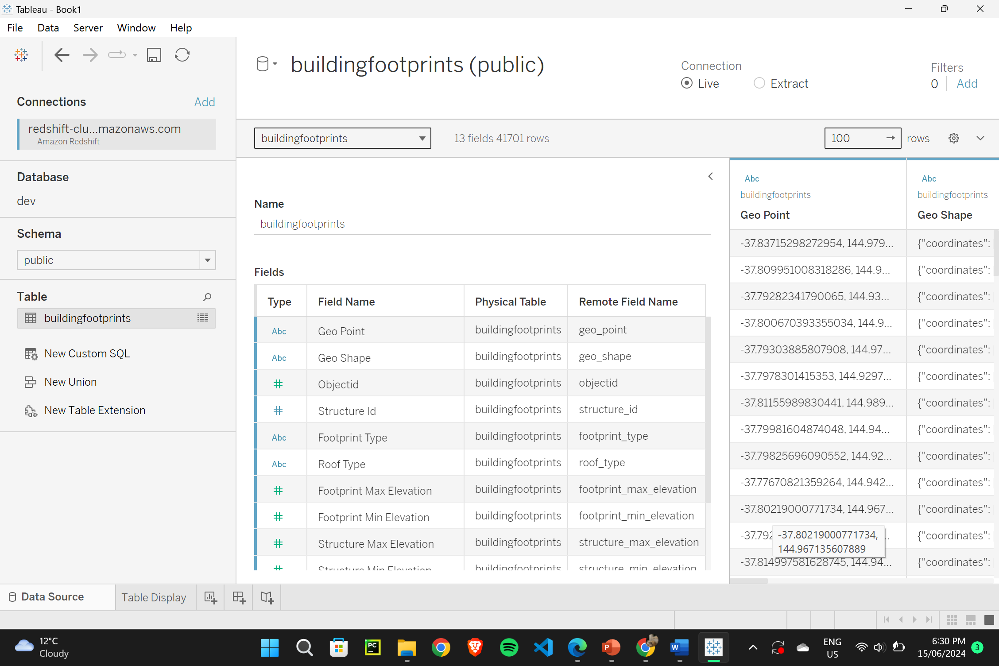 Tableau - Book1
File Data Server Window Help
Connections Add
redshift-clu...mazonaws.com
Amazon Redshift
Database
dev
Schema
public
Table
buildingfootprints
New Custom SQL
New Union
New Table Extension
buildingfootprints (public)
Connection
Live Extract
Filters
0 Add
buildingfootprints 13 fields 41701 rows 100 rows
Name
buildingfootprints
Fields
Type Field Name Physical Table Remote Field Name
Abc Geo Point buildingfootprints geo_point
Abc Geo Shape buildingfootprints geo_shape
# Objectid buildingfootprints objectid
# Structure Id buildingfootprints structure_id
Abc Footprint Type buildingfootprints footprint_type
Abc Roof Type buildingfootprints roof_type
# Footprint Max Elevation buildingfootprints footprint_max_elevation
# Footprint Min Elevation buildingfootprints footprint_min_elevation
# Structure Max Elevation buildingfootprints structure_max_elevation
# Structure Min Elevation buildingfootprints structure_min_elevation
Abc Abc
buildingfootprints buildingfootprints
Geo Point Geo Shape
-37.83715298272954, 144.979... {"coordinates":
-37.809951008318286, 144.9... {"coordinates":
-37.79282341790065, 144.93... {"coordinates":
-37.800670393355034, 144.9... {"coordinates":
-37.79303885807908, 144.97... {"coordinates":
-37.7978301415353, 144.9297... {"coordinates":
-37.81155989830441, 144.989... {"coordinates":
-37.79981604874048, 144.94... {"coordinates":
-37.79825696090552, 144.92... {"coordinates":
-37.77670821359264, 144.942... {"coordinates":
-37.80219000771734, 144.967... {"coordinates":
-37.792 {"coordinates":
-37.80219000771734,
144.967135607889
-37.814997581628745, 144.94... {"coordinates":
Data Source Table Display
12°C
Cloudy
PC
P
W
ENG
US
6:30 PM
15/06/2024
3